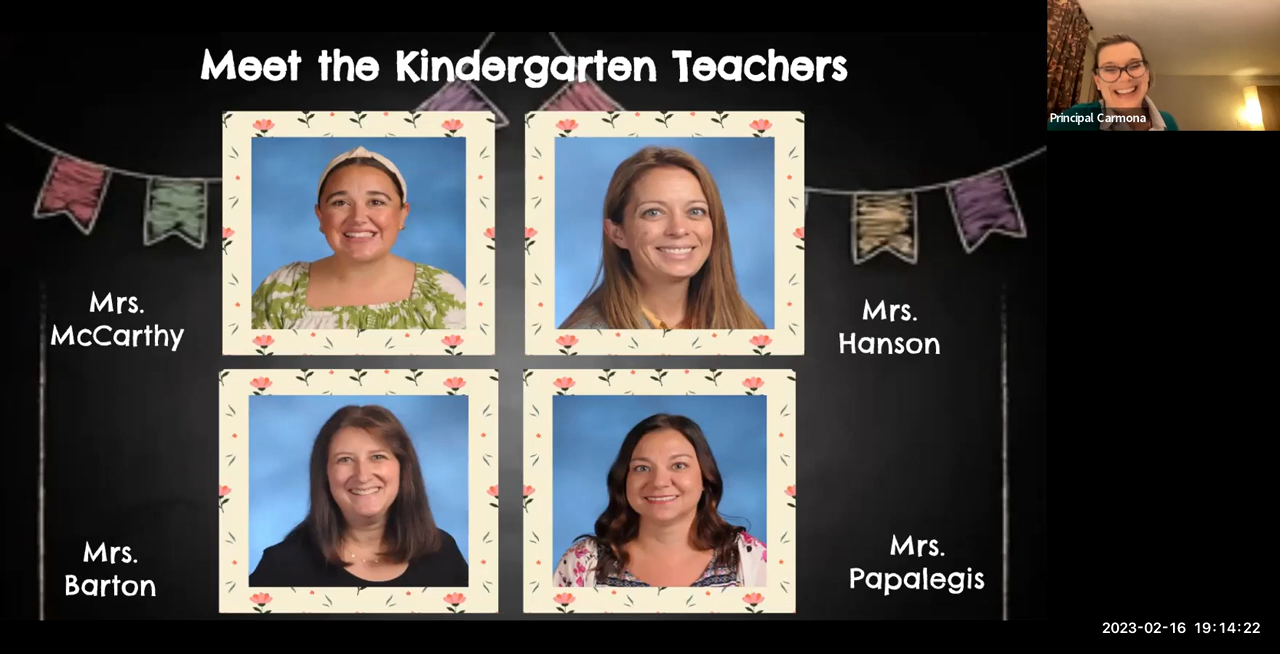 Meet the Kindergarten Teachers
Principal Carmona
Mrs.
McCarthy
Mrs.
Hanson
Mrs.
Barton
Mrs.
Papalegis
2023-02-16 19:14:22